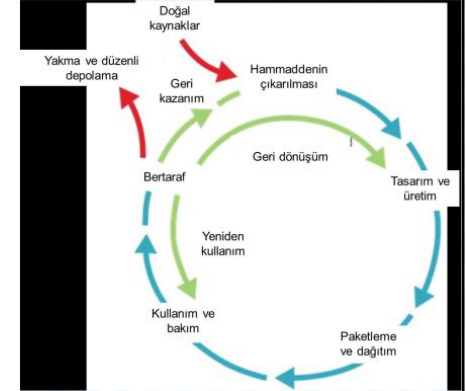 Doğal
kaynaklar
Yakma ve düzenli
depolama
Geri
kazanım
Hammaddenin
çıkarılması
Geri dönüşüm
Bertaraf
Tasarım ve
üretim
Yeniden
kullanım
Kullanım ve
bakım
Paketleme
ve dağıtım